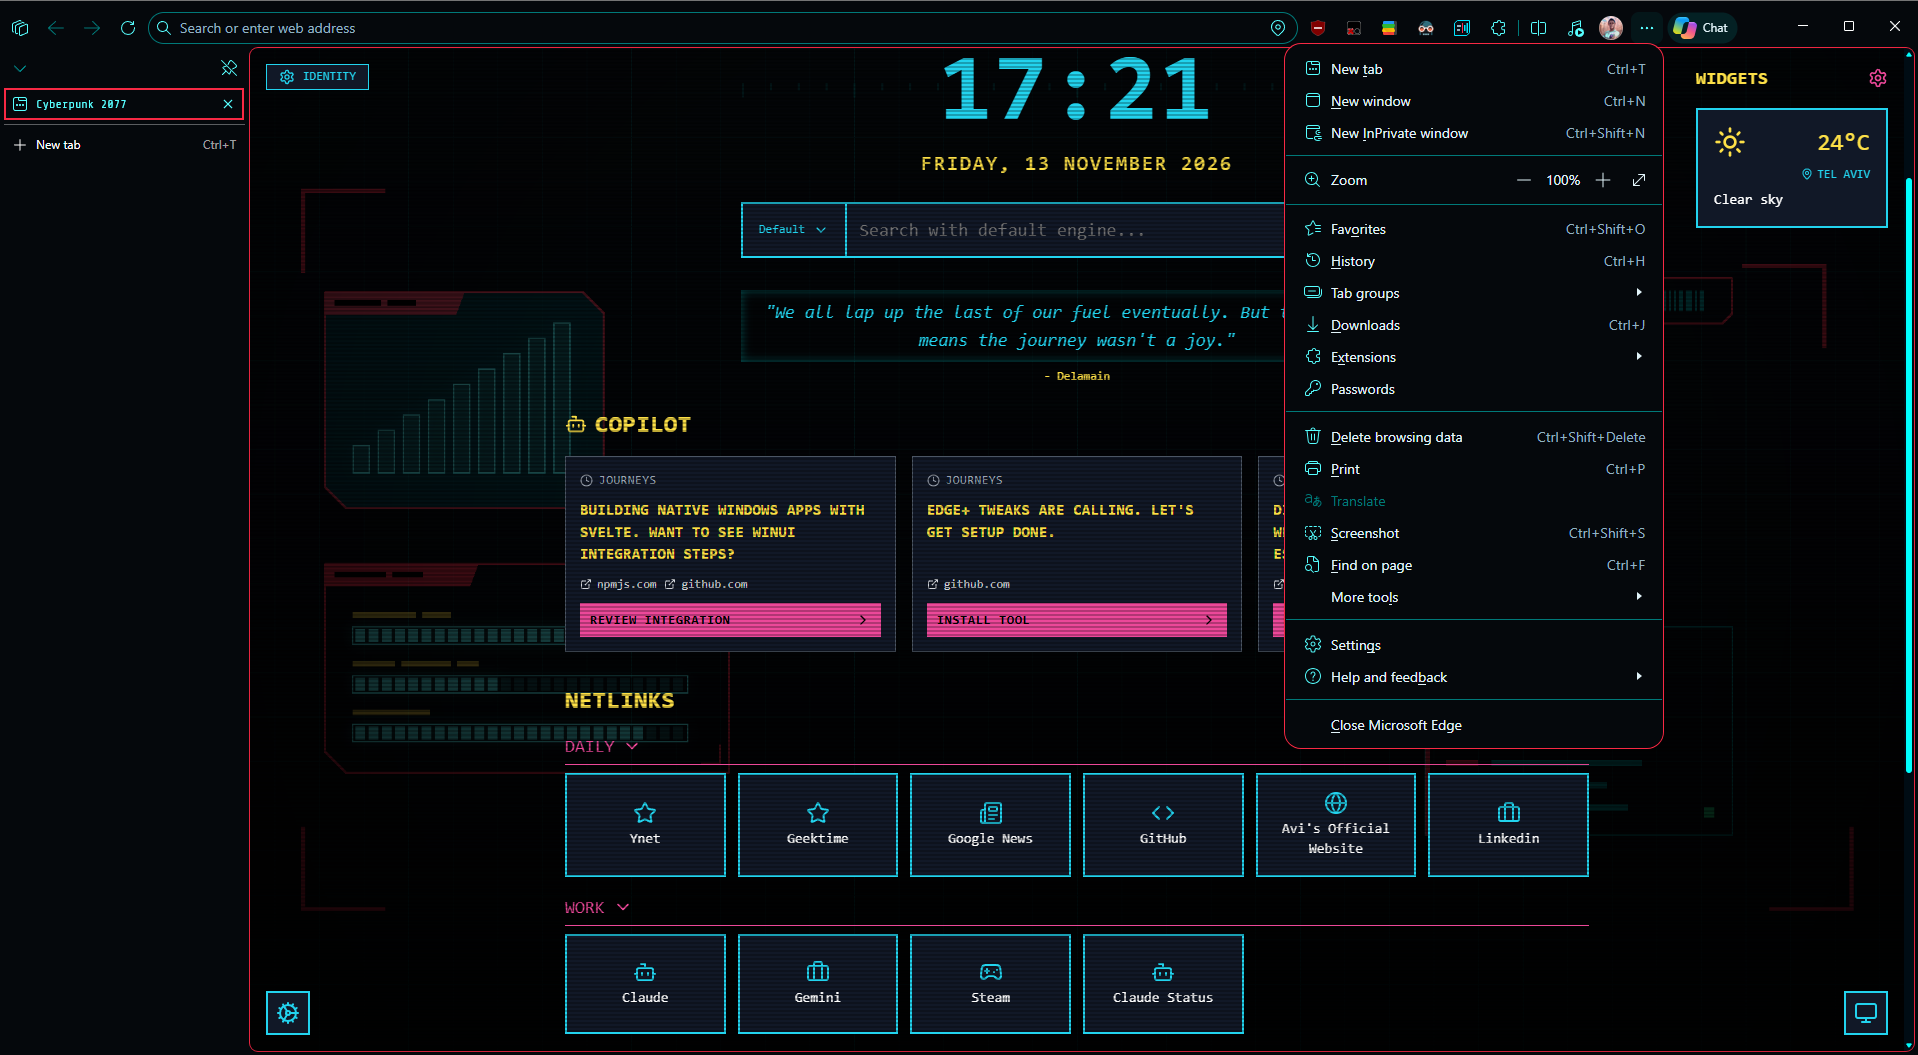 Search or enter web address
Chat
Cyberpunk 2077
New tab
Ctrl+T
IDENTITY
17:21
FRIDAY, 13 NOVEMBER 2026
Default
Search with default engine...
"We all lap up the last of our fuel eventually. But
means the journey wasn't a joy."
- Delamain
COPILOT
JOURNEYS
BUILDING NATIVE WINDOWS APPS WITH
SVELTE. WANT TO SEE WINUI
INTEGRATION STEPS?
npmjs.com github.com
REVIEW INTEGRATION
JOURNEYS
EDGE+ TWEAKS ARE CALLING. LET'S
GET SETUP DONE.
github.com
INSTALL TOOL
NETLINKS
DAILY
Ynet
Geektime
Google News
GitHub
Avi's Official
Website
Linkedin
WORK
Claude
Gemini
Steam
Claude Status
New tab Ctrl+T
New window Ctrl+N
New InPrivate window Ctrl+Shift+N
Zoom 100%
Favorites Ctrl+Shift+O
History Ctrl+H
Tab groups
Downloads Ctrl+J
Extensions
Passwords
Delete browsing data Ctrl+Shift+Delete
Print Ctrl+P
Translate
Screenshot Ctrl+Shift+S
Find on page Ctrl+F
More tools
Settings
Help and feedback
Close Microsoft Edge
WIDGETS
24°C
TEL AVIV
Clear sky